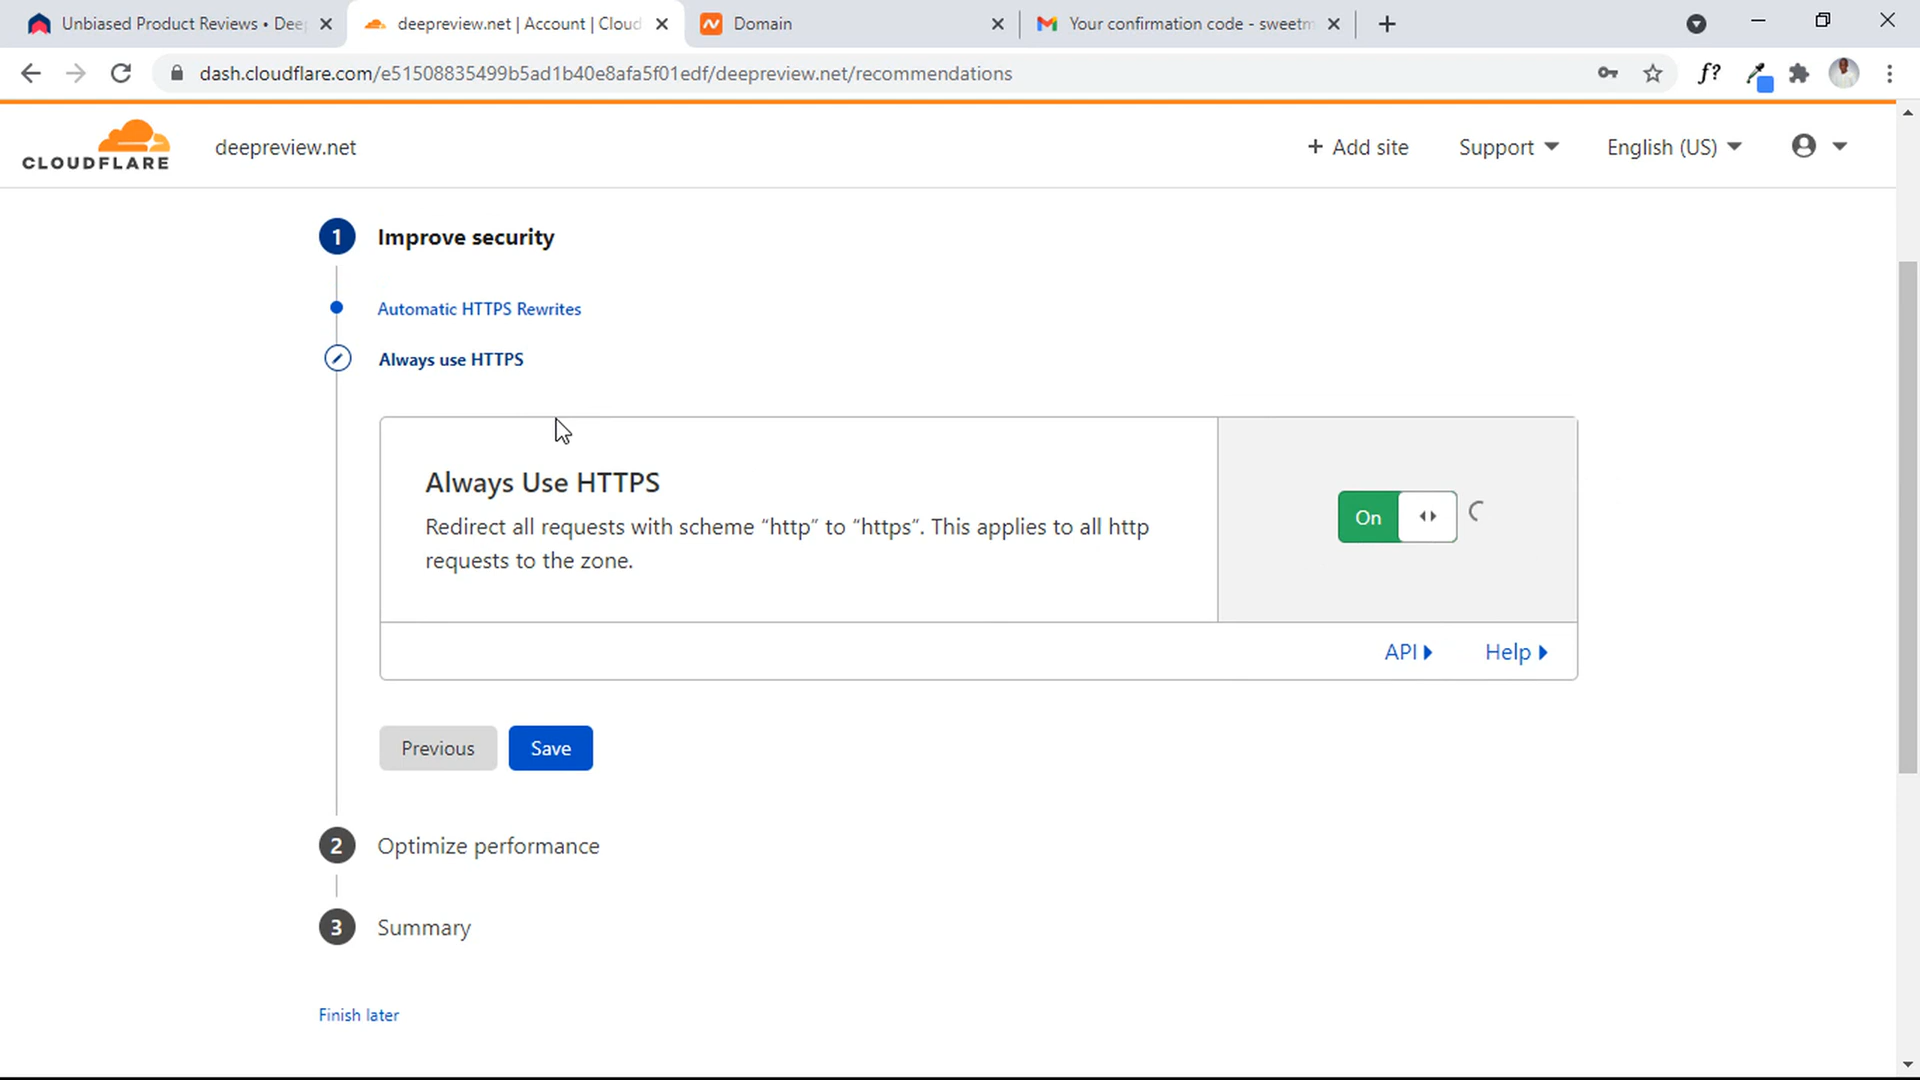 Unbiased Product Reviews • Deep
deepreview.net | Account | Cloud
Domain
Your confirmation code - sweetm
dash.cloudflare.com/e51508835499b5ad1b40e8afa5f01edf/deepreview.net/recommendations
f?
CLOUDFLARE
deepreview.net
+ Add site
Support
English (US)
1 Improve security
Automatic HTTPS Rewrites
Always use HTTPS
Always Use HTTPS
Redirect all requests with scheme “http” to “https”. This applies to all http
requests to the zone.
On
API
Help
Previous
Save
2 Optimize performance
3 Summary
Finish later